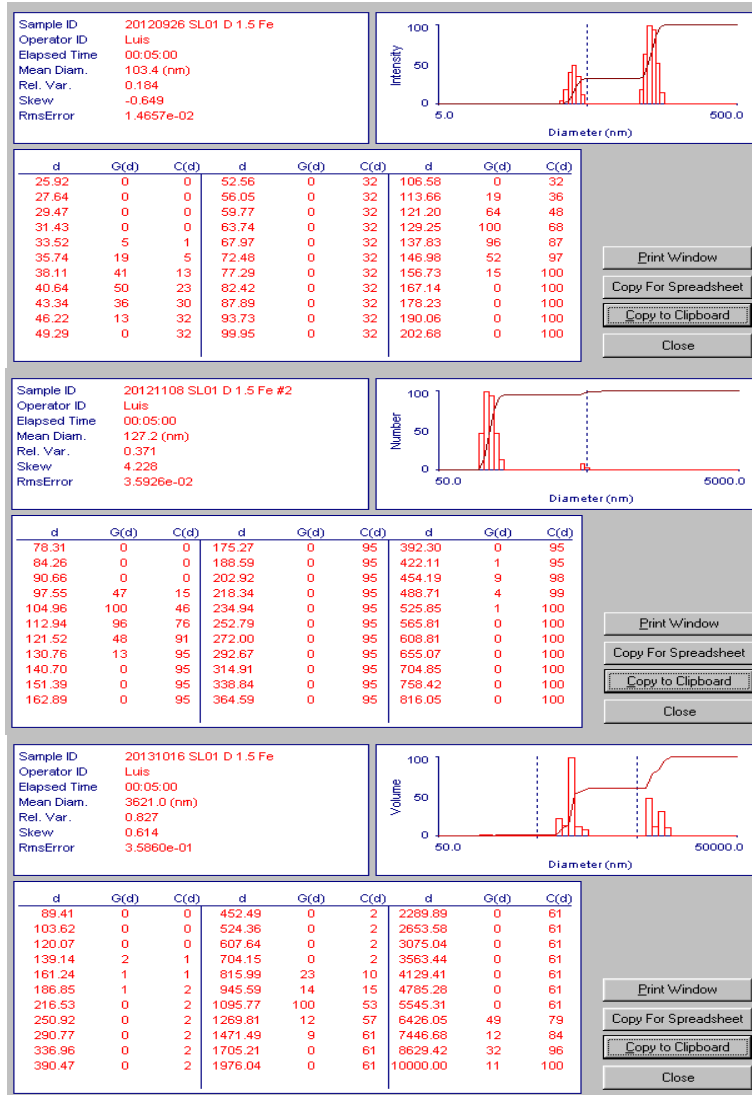 Sample ID 20120926 SL01 D 1.5 Fe
Operator ID Luis
Elapsed Time 00:05:00
Mean Diam. 103.4 (nm)
Rel. Var. 0.184
Skew -0.649
RmsError 1.4657e-02
Intensity
100
50
0
5.0 500.0
Diameter (nm)
d G(d) C(d) d G(d) C(d) d G(d) C(d)
25.92 0 0 52.56 0 32 106.58 0 32
27.64 0 0 56.05 0 32 113.66 19 36
29.47 0 0 59.77 0 32 121.20 64 48
31.43 0 0 63.74 0 32 129.25 100 68
33.52 5 1 67.97 0 32 137.83 96 87
35.74 19 5 72.48 0 32 146.98 52 97
38.11 41 13 77.29 0 32 156.73 15 100
40.64 50 23 82.42 0 32 167.14 0 100
43.34 36 30 87.89 0 32 178.23 0 100
46.22 13 32 93.73 0 32 190.06 0 100
49.29 0 32 99.95 0 32 202.68 0 100
Print Window
Copy For Spreadsheet
Copy to Clipboard
Close
Sample ID 20121108 SL01 D 1.5 Fe #2
Operator ID Luis
Elapsed Time 00:05:00
Mean Diam. 127.2 (nm)
Rel. Var. 0.371
Skew 4.228
RmsError 3.5926e-02
Number
100
50
0
50.0 5000.0
Diameter (nm)
d G(d) C(d) d G(d) C(d) d G(d) C(d)
78.31 0 0 175.27 0 95 392.30 0 95
84.26 0 0 188.59 0 95 422.11 1 95
90.66 0 0 202.92 0 95 454.19 9 98
97.55 47 15 218.34 0 95 488.71 4 99
104.96 100 46 234.94 0 95 525.85 1 100
112.94 96 76 252.79 0 95 565.81 0 100
121.52 48 91 272.00 0 95 608.81 0 100
130.76 13 95 292.67 0 95 655.07 0 100
140.70 0 95 314.91 0 95 704.85 0 100
151.39 0 95 338.84 0 95 758.42 0 100
162.89 0 95 364.59 0 95 816.05 0 100
Print Window
Copy For Spreadsheet
Copy to Clipboard
Close
Sample ID 20131016 SL01 D 1.5 Fe
Operator ID Luis
Elapsed Time 00:05:00
Mean Diam. 3621.0 (nm)
Rel. Var. 0.827
Skew 0.614
RmsError 3.5860e-01
Volume
100
50
0
50.0 50000.0
Diameter (nm)
d G(d) C(d) d G(d) C(d) d G(d) C(d)
89.41 0 0 452.49 0 2 2289.89 0 61
103.62 0 0 524.36 0 2 2653.58 0 61
120.07 0 0 607.64 0 2 3075.04 0 61
139.14 2 1 704.15 0 2 3563.44 0 61
161.24 1 1 815.99 23 10 4129.41 0 61
186.85 1 2 945.59 14 15 4785.28 0 61
216.53 0 2 1095.77 100 53 5545.31 0 61
250.92 0 2 1269.81 12 57 6426.05 49 79
290.77 0 2 1471.49 9 61 7446.68 12 84
336.96 0 2 1705.21 0 61 8629.42 32 96
390.47 0 2 1976.04 0 61 10000.00 11 100
Print Window
Copy For Spreadsheet
Copy to Clipboard
Close